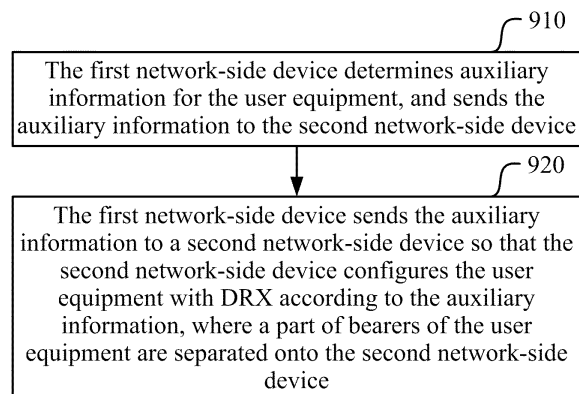 910
The first network-side device determines auxiliary
information for the user equipment, and sends the
auxiliary information to the second network-side device
920
The first network-side device sends the auxiliary
information to a second network-side device so that the
second network-side device configures the user
equipment with DRX according to the auxiliary
information, where a part of bearers of the user
equipment are separated onto the second network-side
device